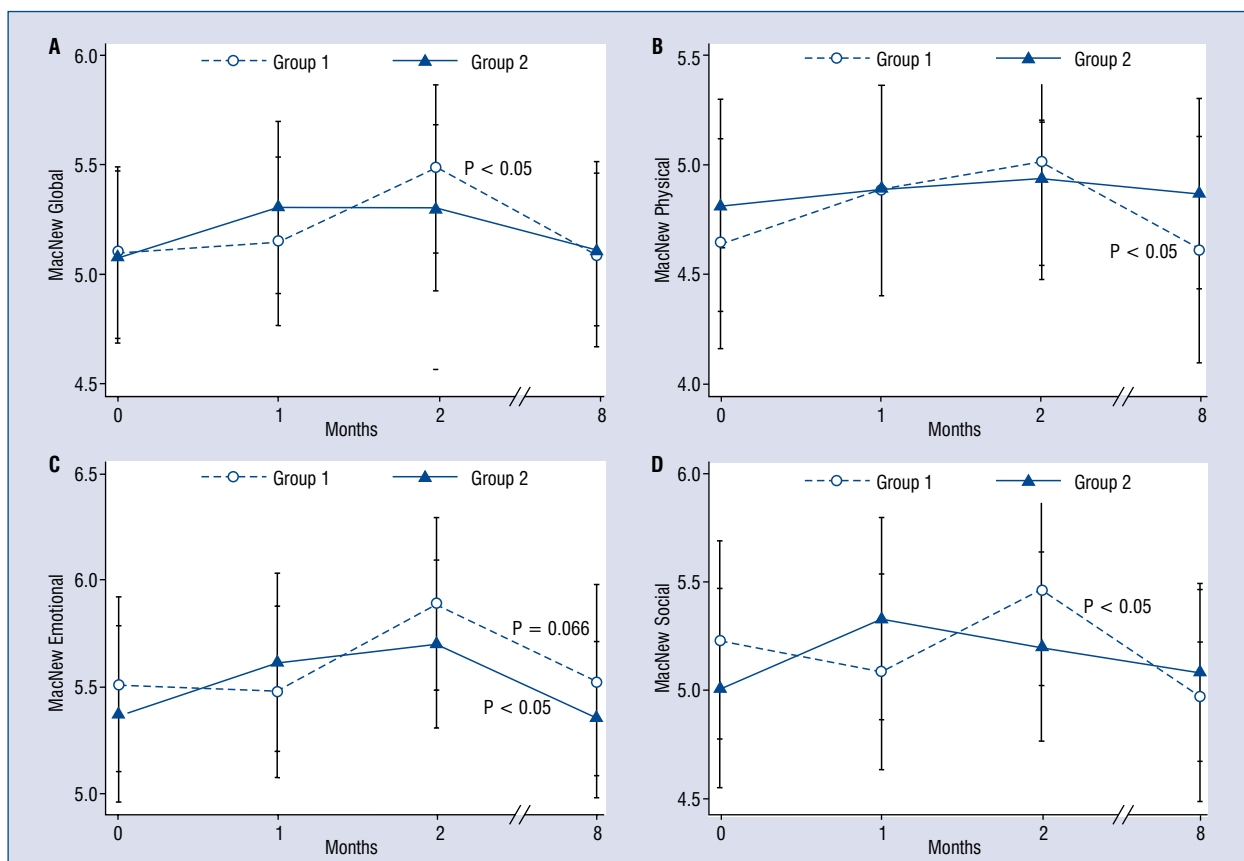 A
Group 1
Group 2
MacNew Global
6.0
5.5
5.0
4.5
P < 0.05
0
1
2
8
Months
B
Group 1
Group 2
MacNew Physical
5.5
5.0
4.5
4.0
P < 0.05
0
1
2
8
Months
C
Group 1
Group 2
MacNew Emotional
6.5
6.0
5.5
5.0
P = 0.066
P < 0.05
0
1
2
8
Months
D
Group 1
Group 2
MacNew Social
6.0
5.5
5.0
4.5
P < 0.05
0
1
2
8
Months